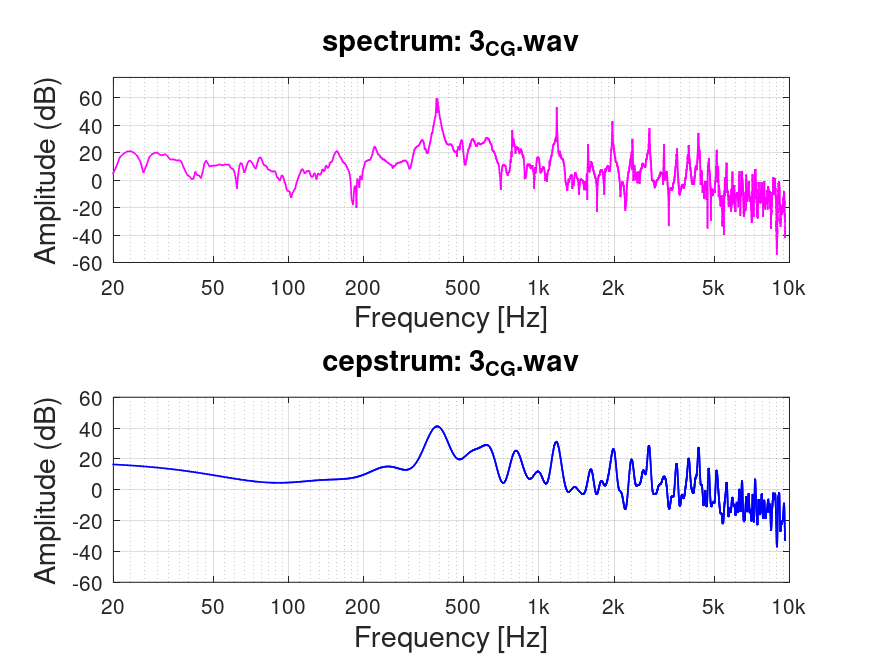 spectrum: 3CG.wav
Amplitude (dB)
60
40
20
0
-20
-40
-60
20 50 100 200 500 1k 2k 5k 10k
Frequency [Hz]
cepstrum: 3CG.wav
Amplitude (dB)
60
40
20
0
-20
-40
-60
20 50 100 200 500 1k 2k 5k 10k
Frequency [Hz]